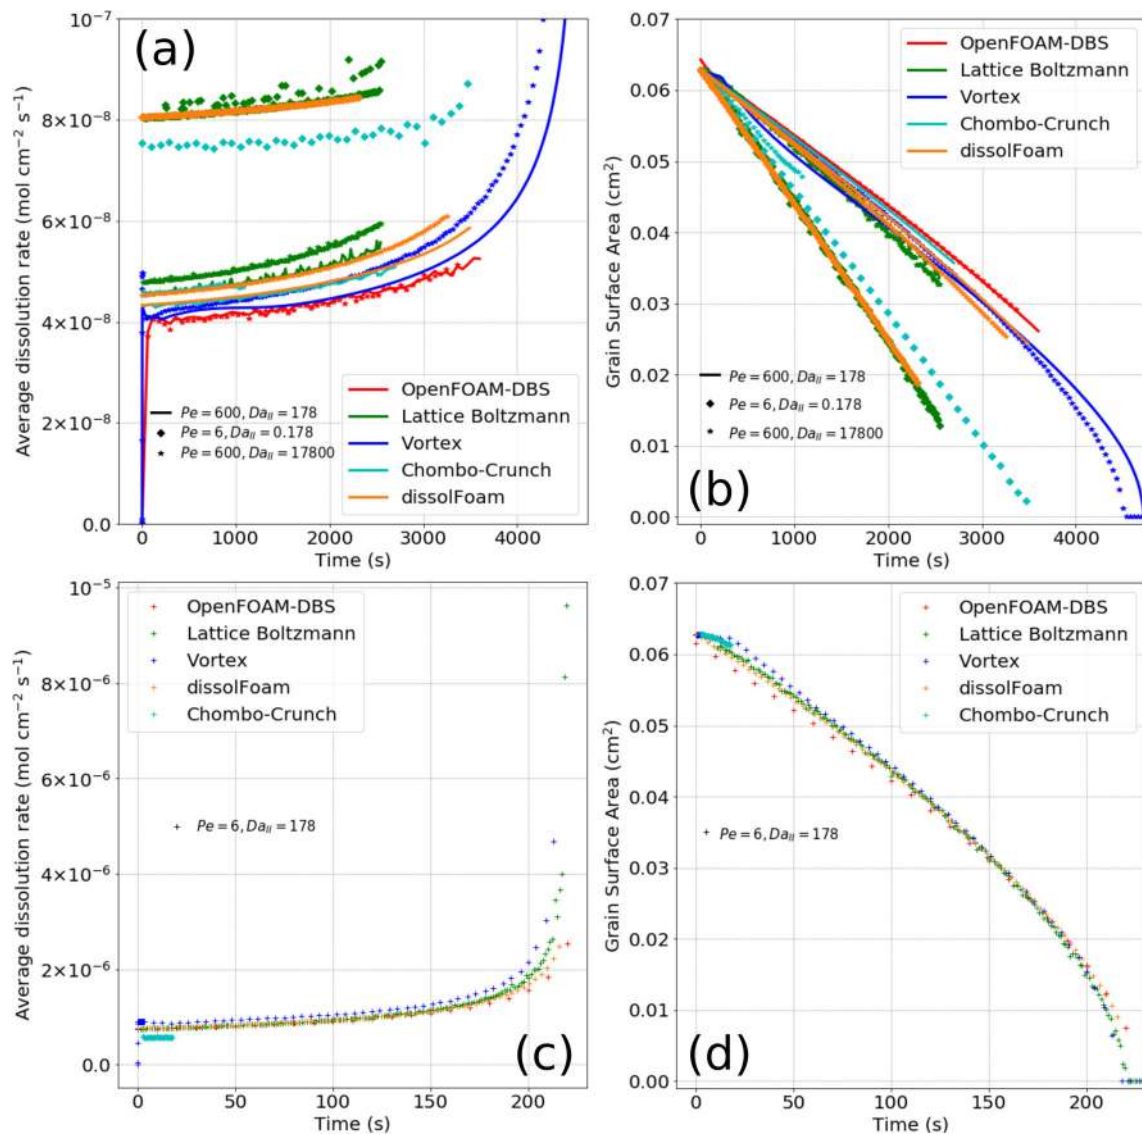 (a)
Average dissolution rate (mol cm⁻² s⁻¹)
10⁻⁷
8×10⁻⁸
6×10⁻⁸
4×10⁻⁸
2×10⁻⁸
0.0
Pe = 600, Da_II = 178
Pe = 6, Da_II = 0.178
Pe = 600, Da_II = 17800
OpenFOAM-DBS
Lattice Boltzmann
Vortex
Chombo-Crunch
dissolFoam
0 1000 2000 3000 4000
Time (s)
Grain Surface Area (cm²)
0.07
0.06
0.05
0.04
0.03
0.02
0.01
0.00
OpenFOAM-DBS
Lattice Boltzmann
Vortex
Chombo-Crunch
dissolFoam
Pe = 600, Da_II = 178
Pe = 6, Da_II = 0.178
Pe = 600, Da_II = 17800
(b)
0 1000 2000 3000 4000
Time (s)
Average dissolution rate (mol cm⁻² s⁻¹)
10⁻⁵
8×10⁻⁶
6×10⁻⁶
4×10⁻⁶
2×10⁻⁶
0.0
OpenFOAM-DBS
Lattice Boltzmann
Vortex
dissolFoam
Chombo-Crunch
Pe = 6, Da_II = 178
(c)
0 50 100 150 200
Time (s)
Grain Surface Area (cm²)
0.07
0.06
0.05
0.04
0.03
0.02
0.01
0.00
OpenFOAM-DBS
Lattice Boltzmann
Vortex
dissolFoam
Chombo-Crunch
Pe = 6, Da_II = 178
(d)
0 50 100 150 200
Time (s)